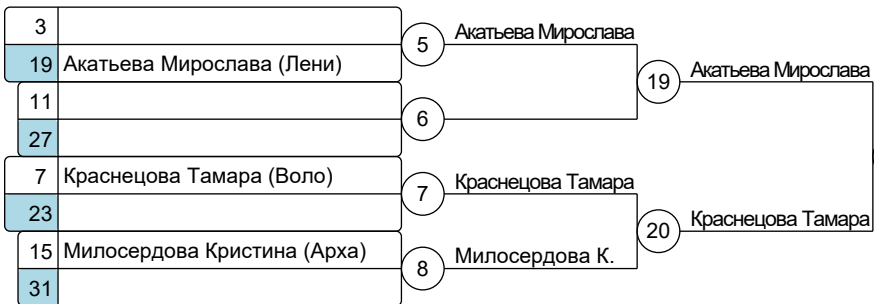 3
5 Акатьева Мирослава
19 Акатьева Мирослава (Лени)
19 Акатьева Мирослава
11
6
27
7 Краснецова Тамара (Воло)
7 Краснецова Тамара
23
20 Краснецова Тамара
15 Милосердова Кристина (Арха)
8 Милосердова К.
31